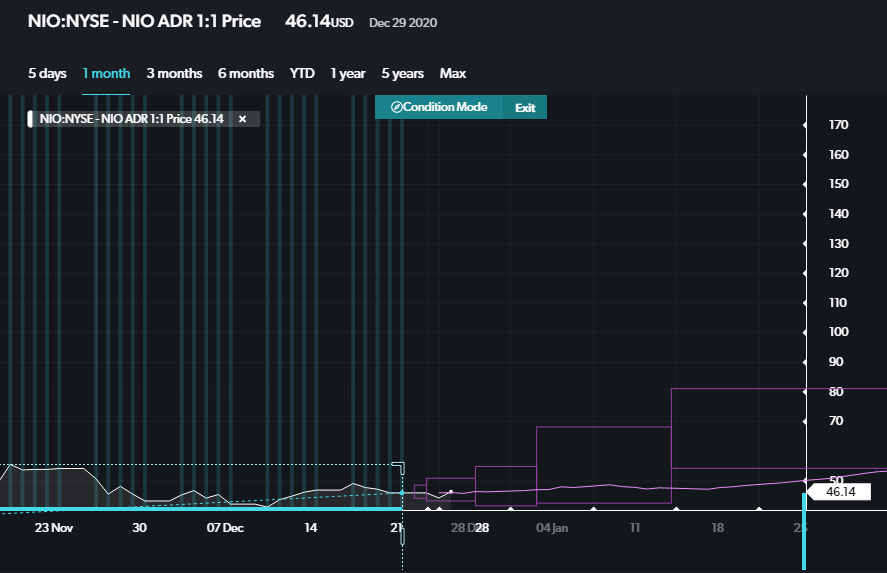 NIO:NYSE - NIO ADR 1:1 Price 46.14USD Dec 29 2020
5 days 1 month 3 months 6 months YTD 1 year 5 years Max
Condition Mode Exit
NIO:NYSE - NIO ADR 1:1 Price 46.14 ×
170
160
150
140
130
120
110
100
90
80
70
50
46.14
23 Nov 30 07 Dec 14 21 28 D 28 04 Jan 11 18 25